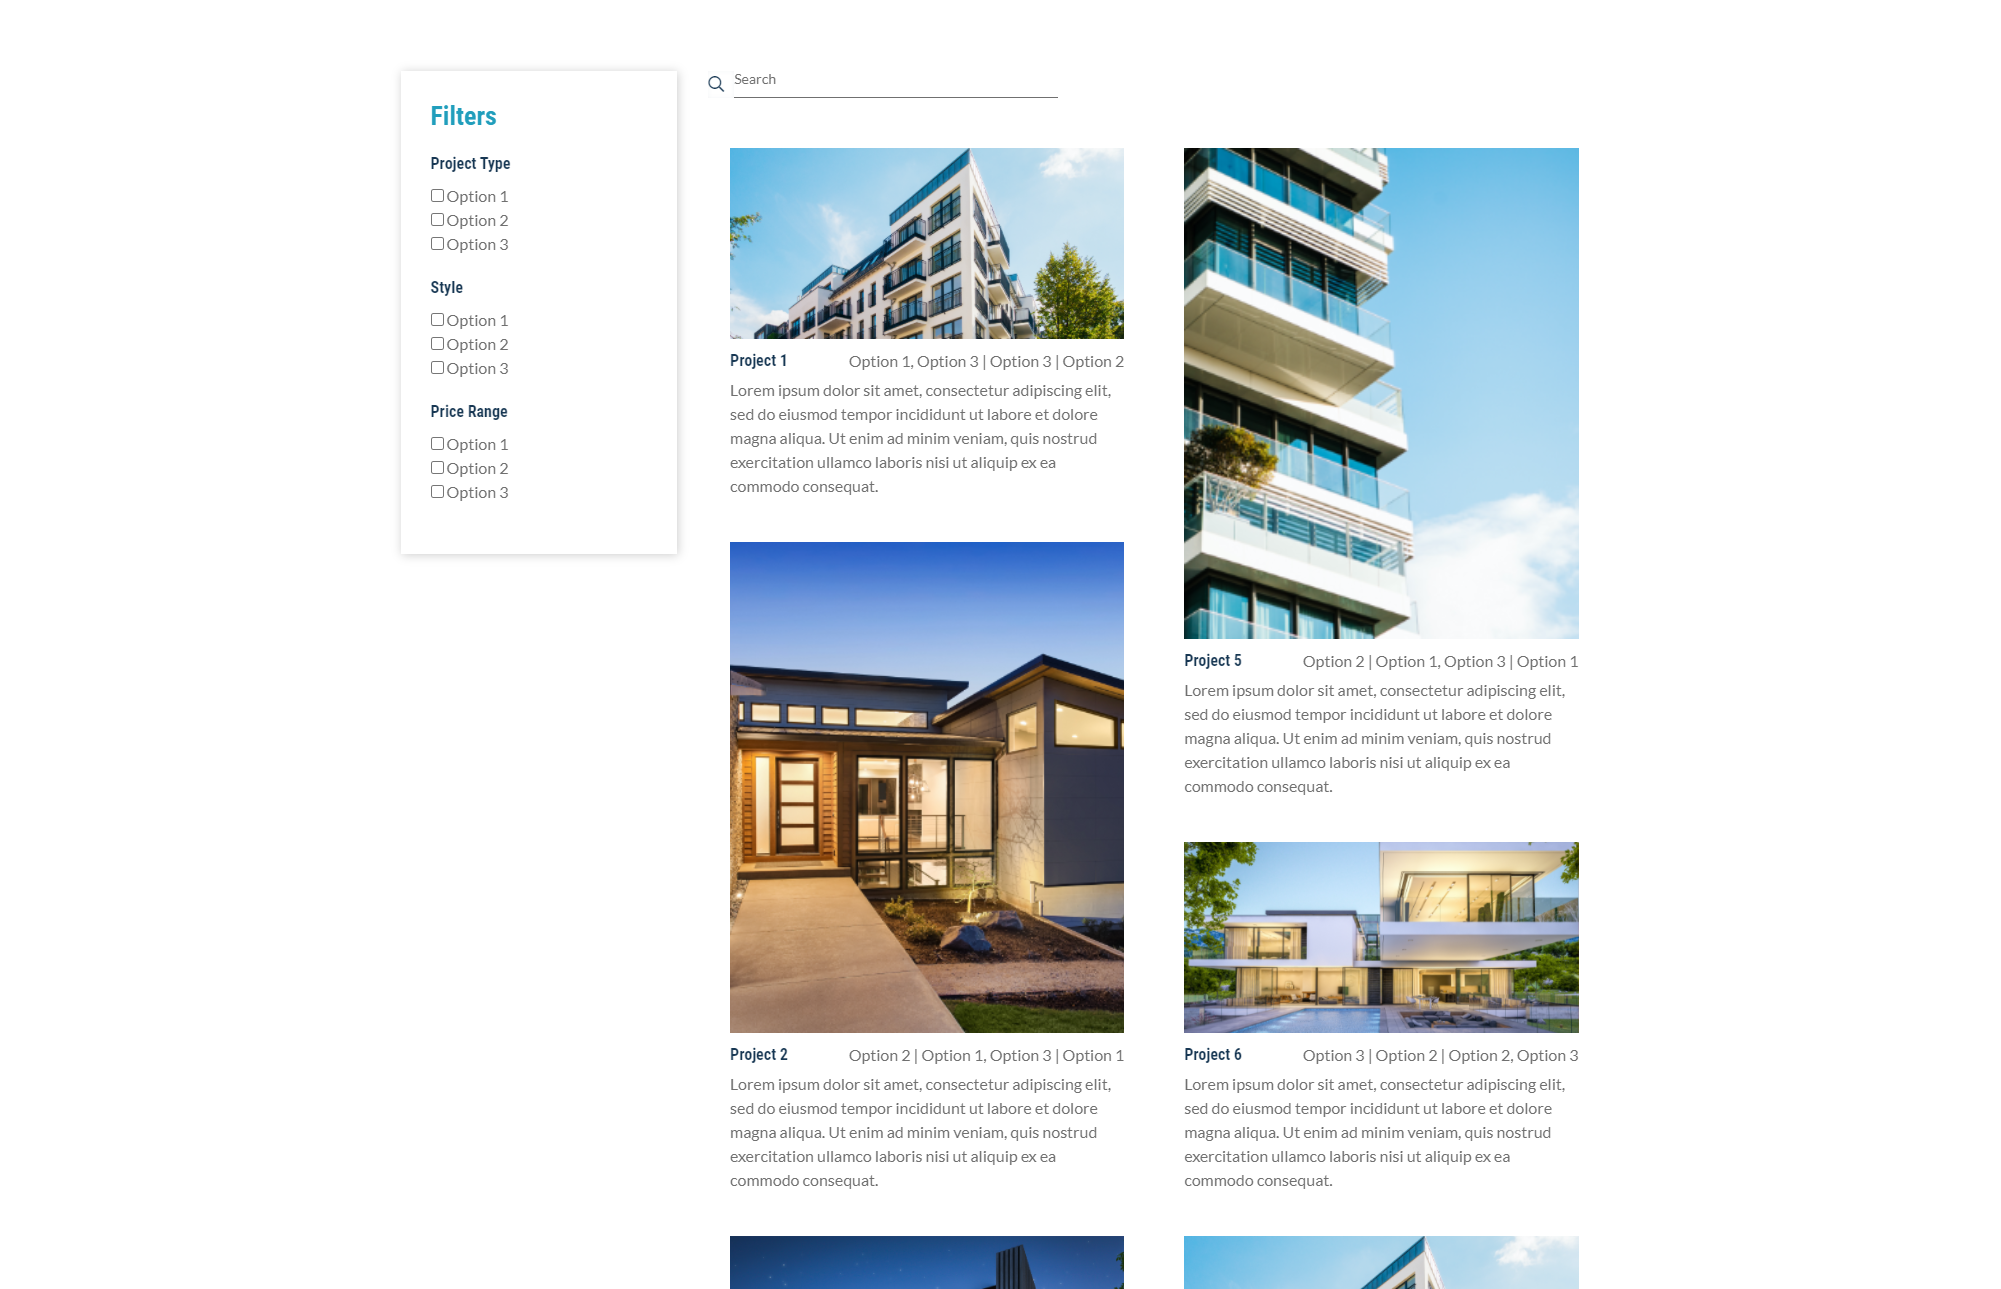 Filters
Project Type
Option 1
Option 2
Option 3
Style
Option 1
Option 2
Option 3
Price Range
Option 1
Option 2
Option 3
Search
Project 1 Option 1, Option 3 | Option 3 | Option 2
Lorem ipsum dolor sit amet, consectetur adipiscing elit,
sed do eiusmod tempor incididunt ut labore et dolore
magna aliqua. Ut enim ad minim veniam, quis nostrud
exercitation ullamco laboris nisi ut aliquip ex ea
commodo consequat.
Project 2 Option 2 | Option 1, Option 3 | Option 1
Lorem ipsum dolor sit amet, consectetur adipiscing elit,
sed do eiusmod tempor incididunt ut labore et dolore
magna aliqua. Ut enim ad minim veniam, quis nostrud
exercitation ullamco laboris nisi ut aliquip ex ea
commodo consequat.
Project 5 Option 2 | Option 1, Option 3 | Option 1
Lorem ipsum dolor sit amet, consectetur adipiscing elit,
sed do eiusmod tempor incididunt ut labore et dolore
magna aliqua. Ut enim ad minim veniam, quis nostrud
exercitation ullamco laboris nisi ut aliquip ex ea
commodo consequat.
Project 6 Option 3 | Option 2 | Option 2, Option 3
Lorem ipsum dolor sit amet, consectetur adipiscing elit,
sed do eiusmod tempor incididunt ut labore et dolore
magna aliqua. Ut enim ad minim veniam, quis nostrud
exercitation ullamco laboris nisi ut aliquip ex ea
commodo consequat.